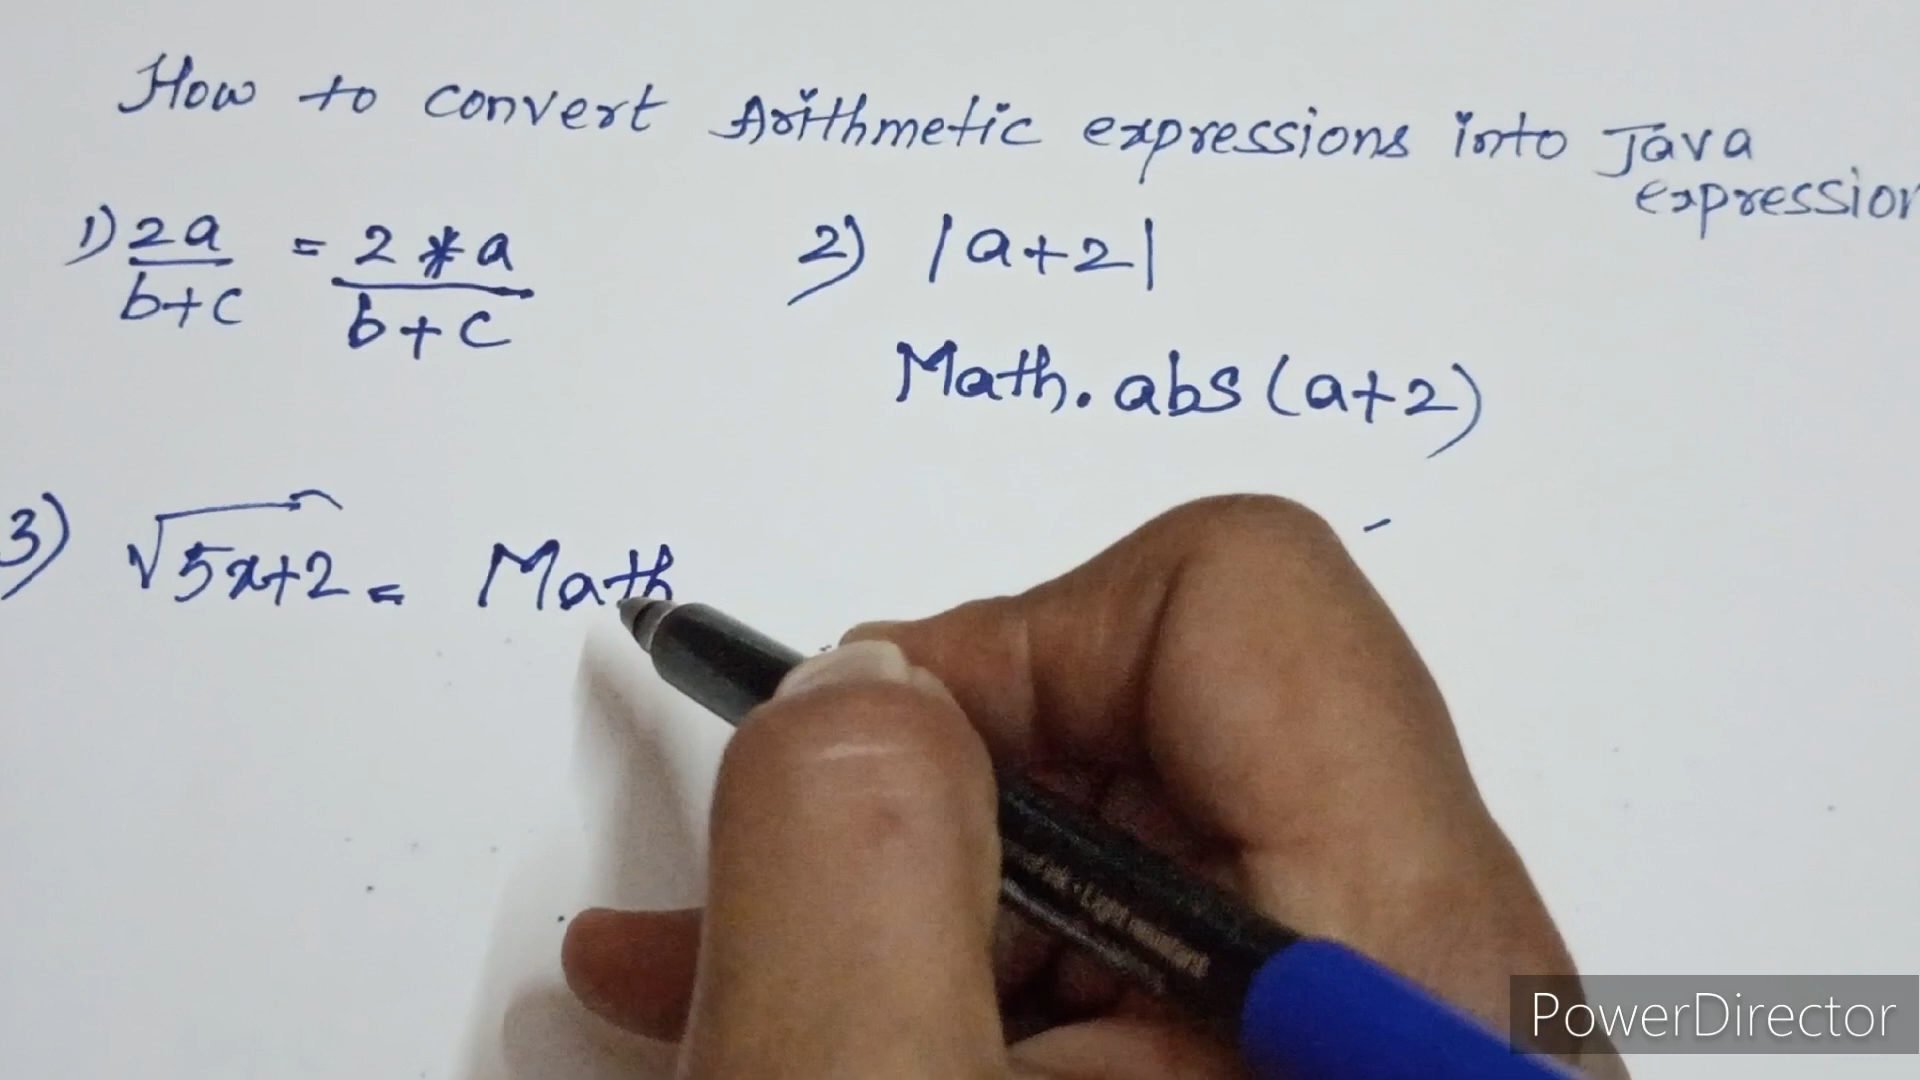 How to convert Arithmetic expressions into Java
expression
1) 2a / b+c = 2 * a / b+c
2) |a+2|
Math.abs(a+2)
3) √5x+2 = Math
PowerDirector